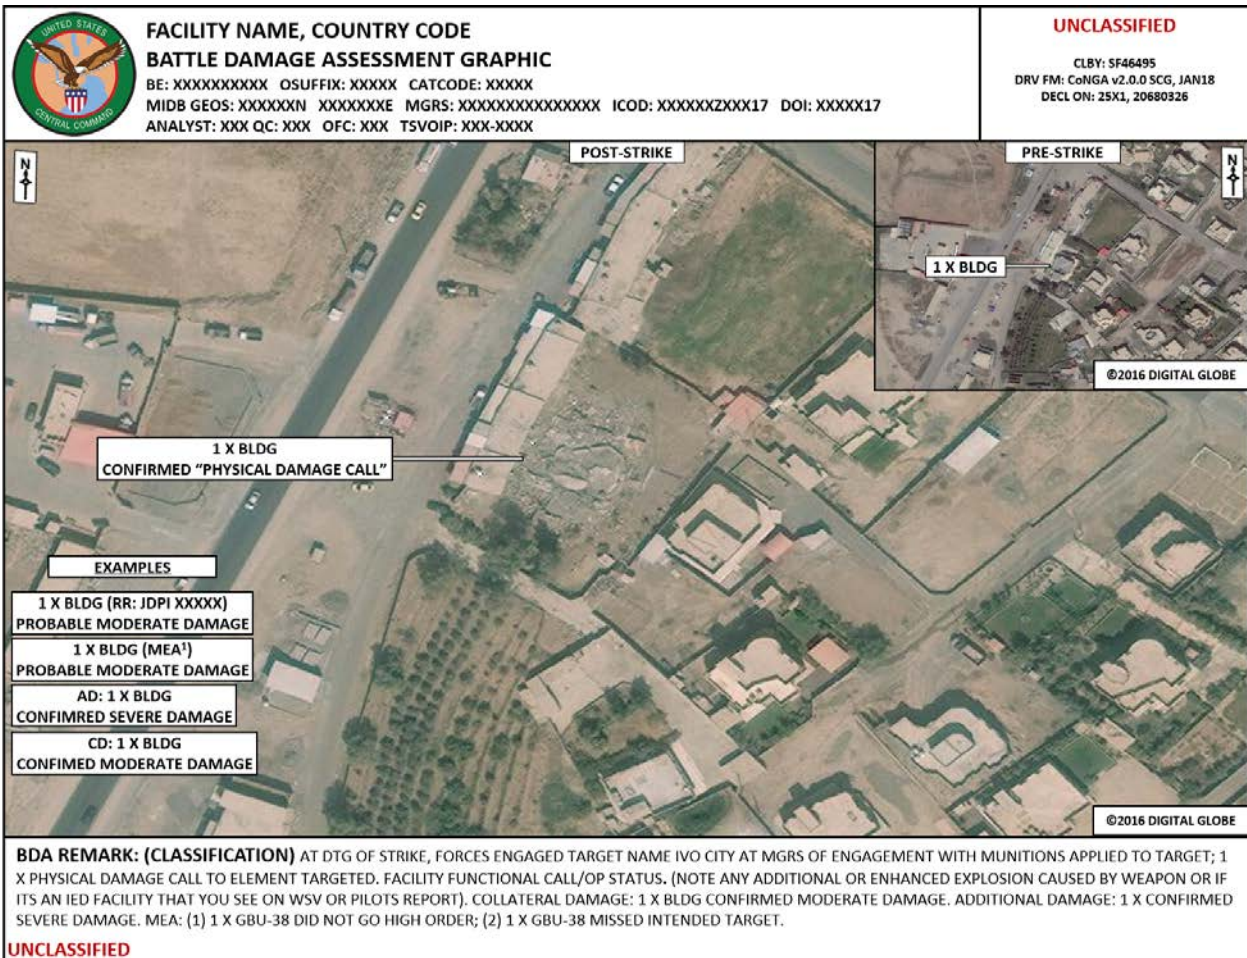 UNITED STATES
CENTRAL COMMAND
FACILITY NAME, COUNTRY CODE
BATTLE DAMAGE ASSESSMENT GRAPHIC
BE: XXXXXXXXXX OSUFFIX: XXXXX CATCODE: XXXXX
MIDB GEOS: XXXXXXN XXXXXXXE MGRS: XXXXXXXXXXXXXXX ICOD: XXXXXXZXXX17 DOI: XXXXX17
ANALYST: XXX QC: XXX OFC: XXX TSVOIP: XXX-XXXX
UNCLASSIFIED
CLBY: SF46495
DRV FM: CoNGA v2.0.0 SCG, JAN18
DECL ON: 25X1, 20680326
N
POST-STRIKE
PRE-STRIKE
N
1 X BLDG
©2016 DIGITAL GLOBE
1 X BLDG
CONFIRMED “PHYSICAL DAMAGE CALL”
EXAMPLES
1 X BLDG (RR: JDPI XXXXX)
PROBABLE MODERATE DAMAGE
1 X BLDG (MEA¹)
PROBABLE MODERATE DAMAGE
AD: 1 X BLDG
CONFIMRED SEVERE DAMAGE
CD: 1 X BLDG
CONFIMED MODERATE DAMAGE
©2016 DIGITAL GLOBE
BDA REMARK: (CLASSIFICATION) AT DTG OF STRIKE, FORCES ENGAGED TARGET NAME IVO CITY AT MGRS OF ENGAGEMENT WITH MUNITIONS APPLIED TO TARGET; 1
X PHYSICAL DAMAGE CALL TO ELEMENT TARGETED. FACILITY FUNCTIONAL CALL/OP STATUS. (NOTE ANY ADDITIONAL OR ENHANCED EXPLOSION CAUSED BY WEAPON OR IF
ITS AN IED FACILITY THAT YOU SEE ON WSV OR PILOTS REPORT). COLLATERAL DAMAGE: 1 X BLDG CONFIRMED MODERATE DAMAGE. ADDITIONAL DAMAGE: 1 X CONFIRMED
SEVERE DAMAGE. MEA: (1) 1 X GBU-38 DID NOT GO HIGH ORDER; (2) 1 X GBU-38 MISSED INTENDED TARGET.
UNCLASSIFIED